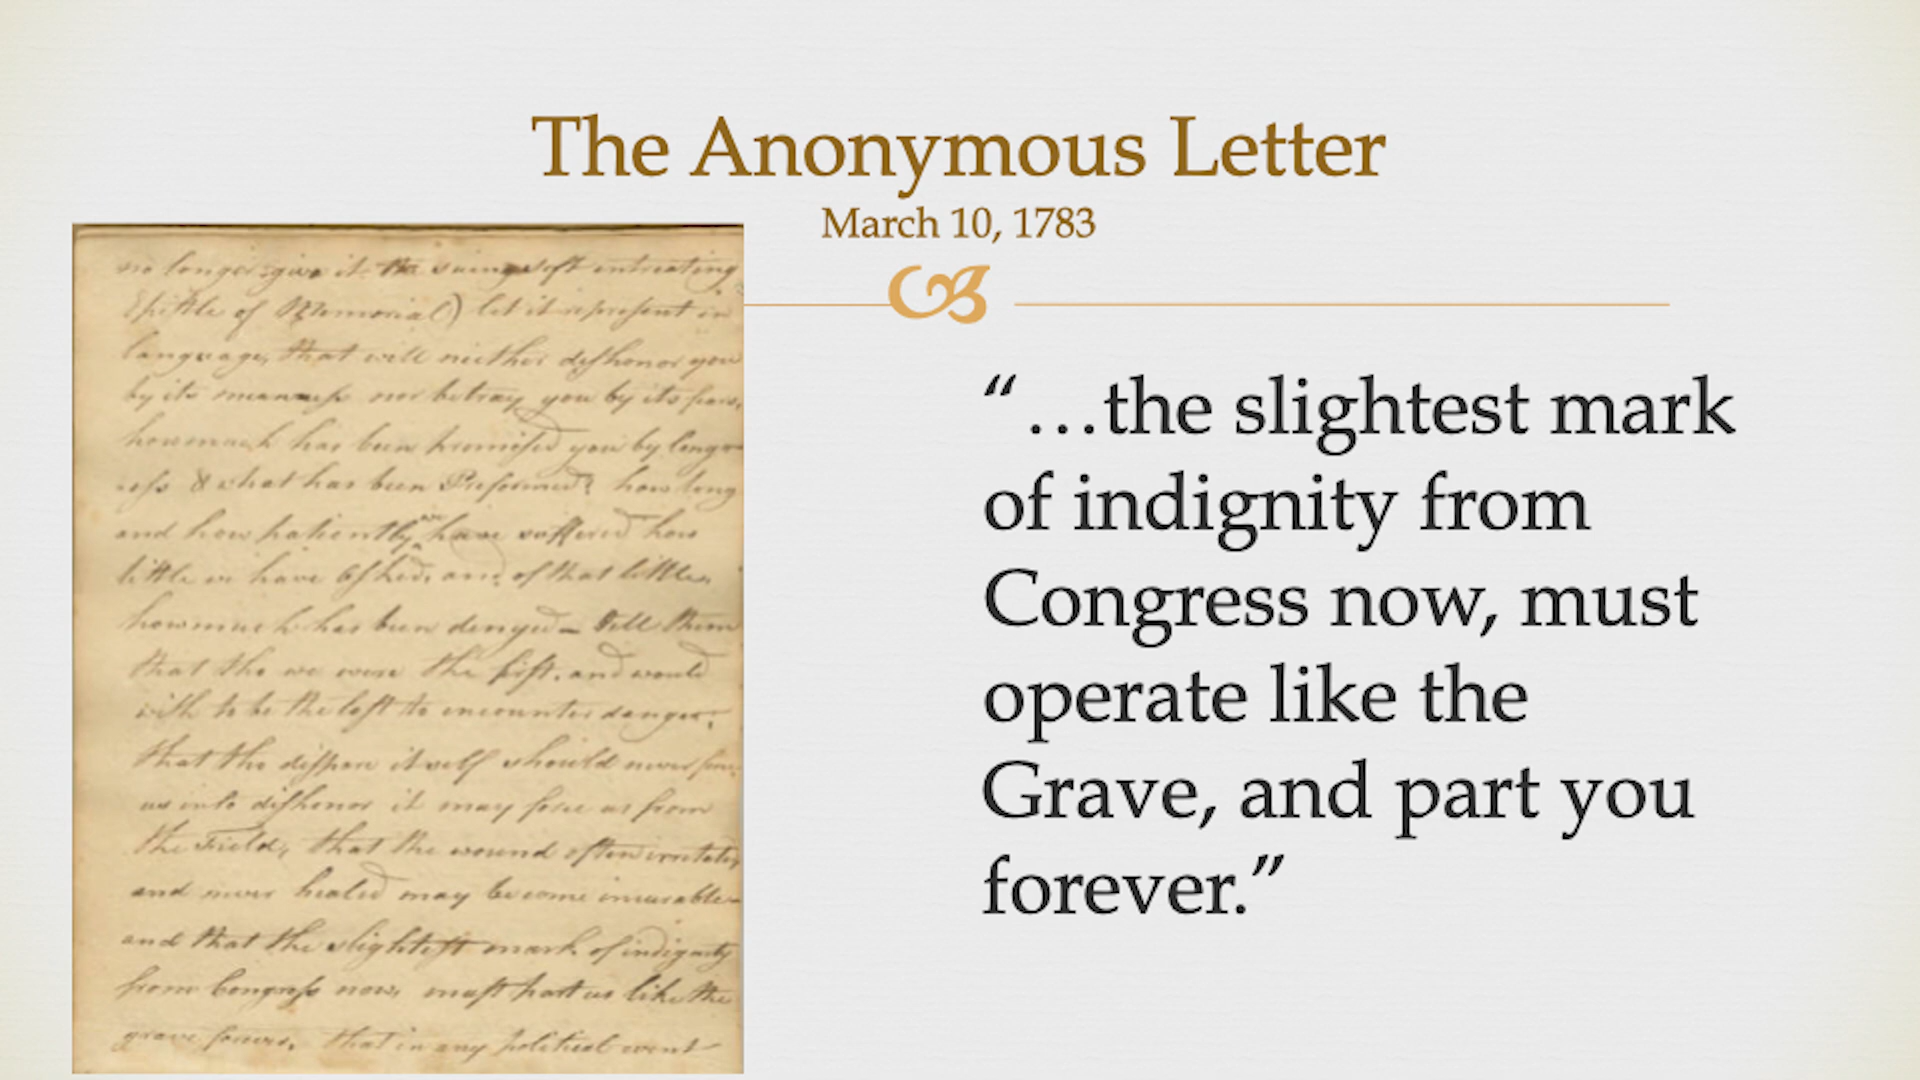 The Anonymous Letter
March 10, 1783
no longer give it the suing soft entreating
Epistle of Memorial) let it represent in
language, that will neither dishonor you
by its meanness nor betray you by its fears,
how much has been promised you by Congr
ess & what has been Preformed, how long
and how patiently we have suffered how
little we have asked, and of that little,
how much has been denyed – Tell them
that tho we were the first, and would
wish to be the last to encounter danger,
that tho dispare itself should never
us into dishonor it may force us from
the Field, that the wound often irritated,
and never healed may become incurable
and that the slightest mark of indignity
from Congress now, must part us like the
grave forever, that in any political event
“…the slightest mark
of indignity from
Congress now, must
operate like the
Grave, and part you
forever.”